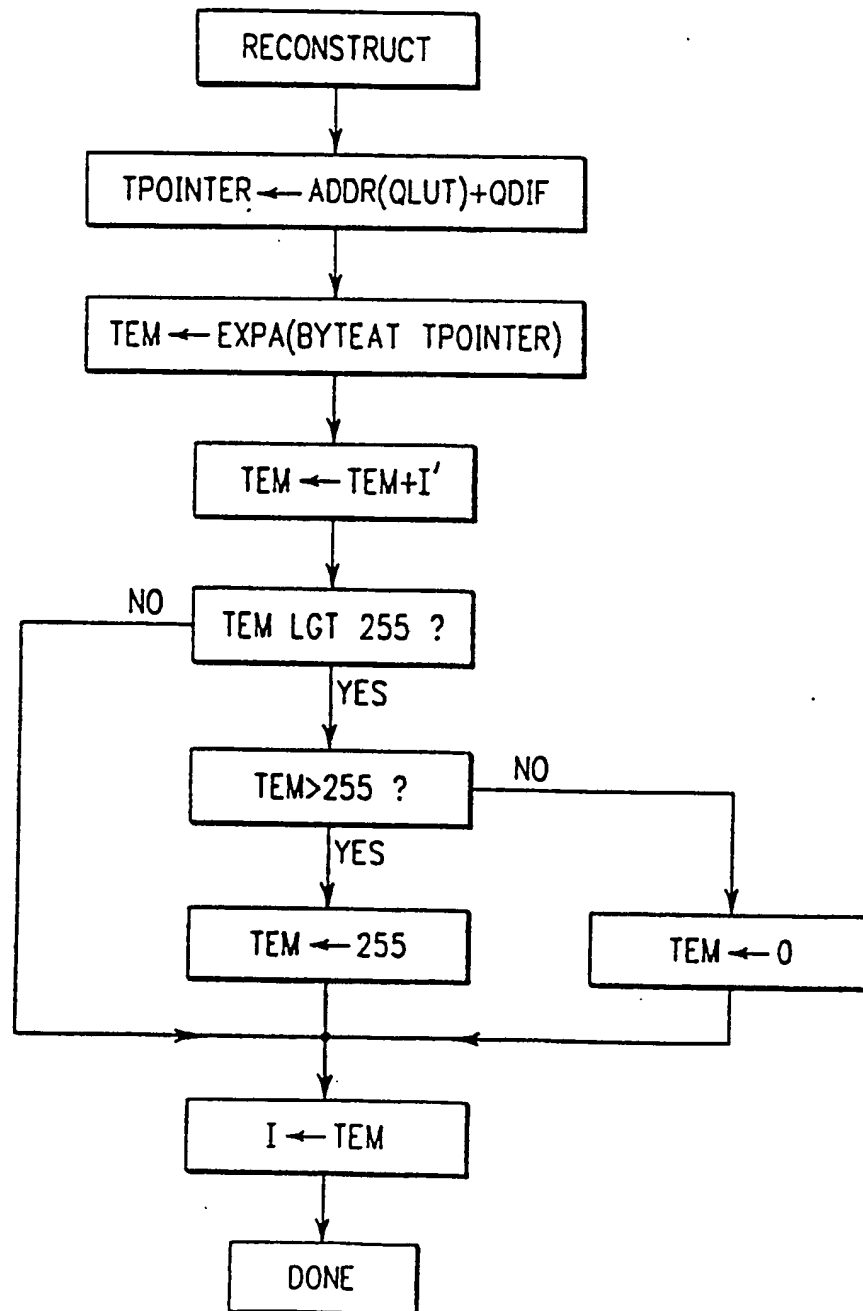 RECONSTRUCT
TPOINTER ← ADDR(QLUT)+QDIF
TEM ← EXPA(BYTEAT TPOINTER)
TEM ← TEM+I'
NO
TEM LGT 255 ?
YES
TEM>255 ?
NO
YES
TEM ← 255
TEM ← 0
I ← TEM
DONE